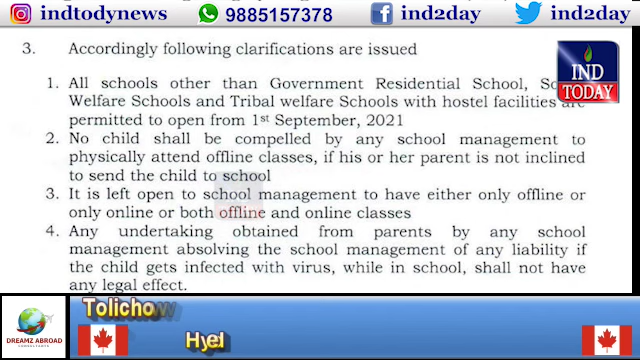 indtodynews 9885157378 ind2day ind2day
3. Accordingly following clarifications are issued
IND
TODAY
1. All schools other than Government Residential School,
Welfare Schools and Tribal welfare Schools with hostel facilities are
permitted to open from 1st September, 2021
2. No child shall be compelled by any school management to
physically attend offline classes, if his or her parent is not inclined
to send the child to school
3. It is left open to school management to have either only offline or
only online or both offline and online classes
4. Any undertaking obtained from parents by any school
management absolving the school management of any liability if
the child gets infected with virus, while in school, shall not have
any legal effect.
DREAMZ ABROAD
CONSULTANCY